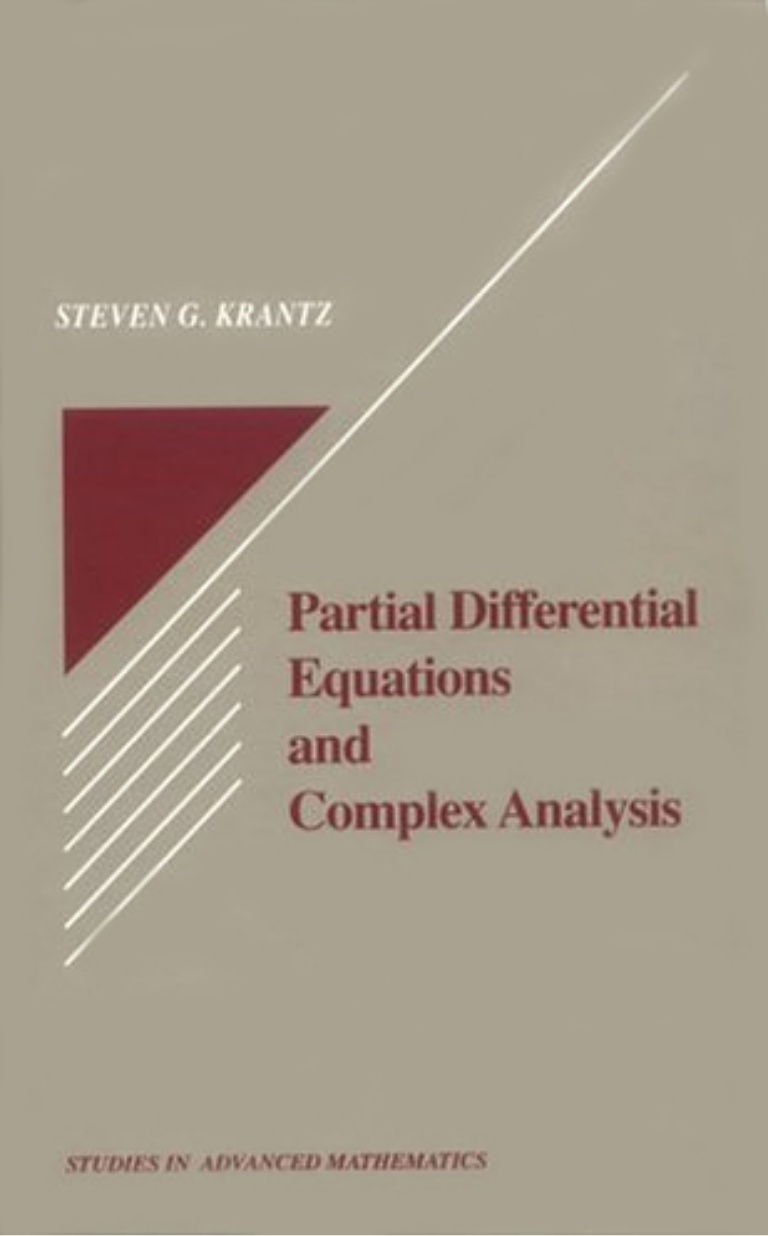 STEVEN G. KRANTZ
Partial Differential
Equations
and
Complex Analysis
STUDIES IN ADVANCED MATHEMATICS